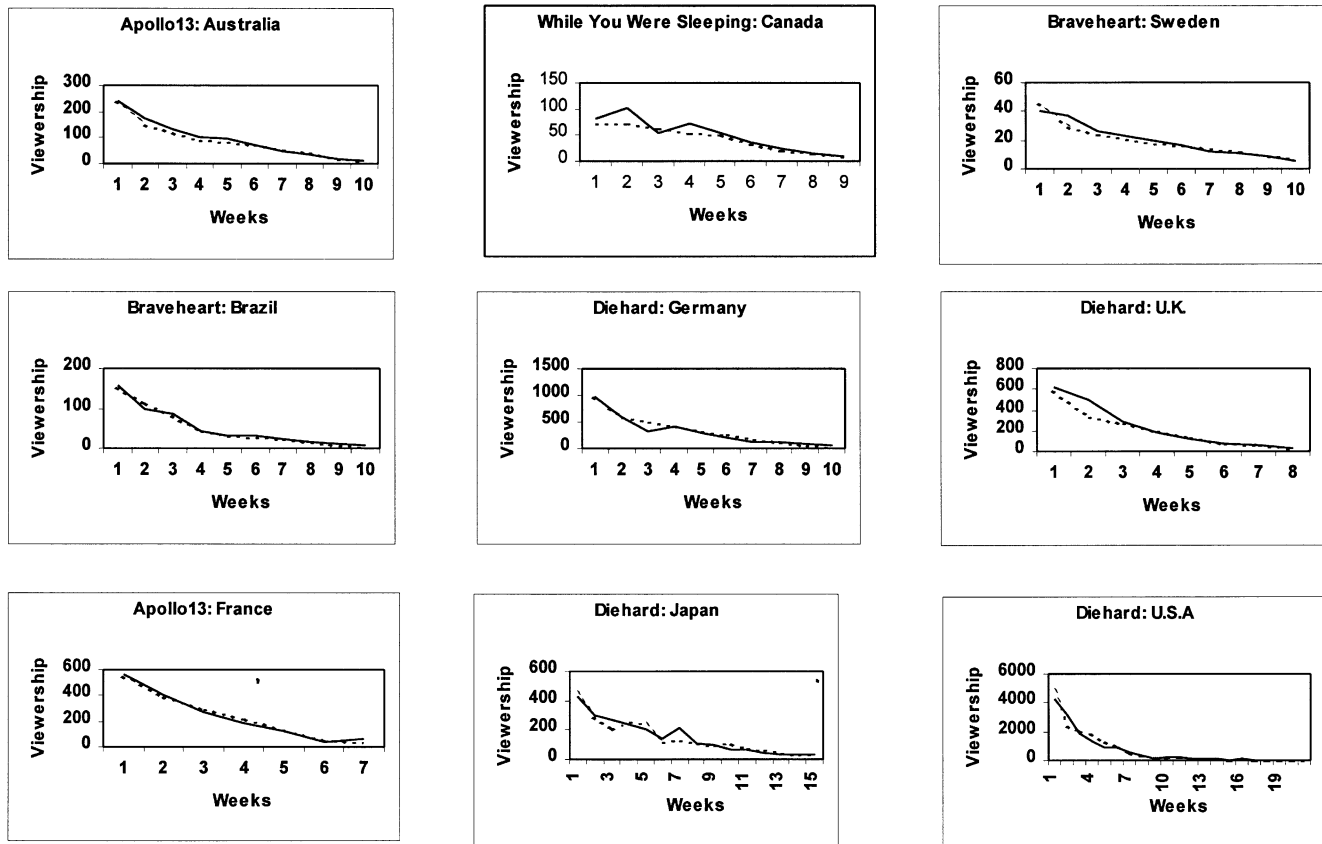 Apollo13: Australia
Viewership
300
200
100
0
1 2 3 4 5 6 7 8 9 10
Weeks
While You Were Sleeping: Canada
Viewership
150
100
50
0
1 2 3 4 5 6 7 8 9
Weeks
Braveheart: Sweden
Viewership
60
40
20
0
1 2 3 4 5 6 7 8 9 10
Weeks
Braveheart: Brazil
Viewership
200
100
0
1 2 3 4 5 6 7 8 9 10
Weeks
Diehard: Germany
Viewership
1500
1000
500
0
1 2 3 4 5 6 7 8 9 10
Weeks
Diehard: U.K.
Viewership
800
600
400
200
0
1 2 3 4 5 6 7 8
Weeks
Apollo13: France
Viewership
600
400
200
0
1 2 3 4 5 6 7
Weeks
Diehard: Japan
Viewership
600
400
200
0
1 3 5 7 9 11 13 15
Weeks
Diehard: U.S.A
Viewership
6000
4000
2000
0
1 4 7 10 13 16 19
Weeks